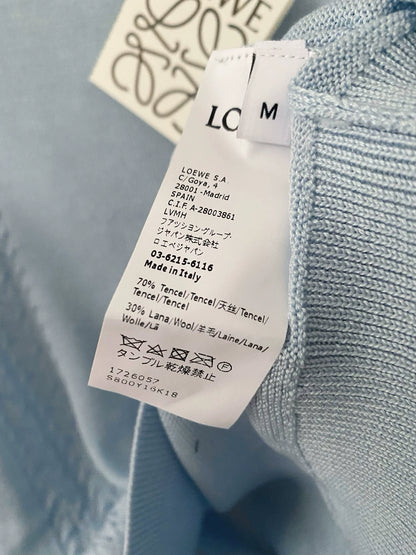 LOEWE
LO
M
LOEWE S.A
C/Goya, 4
28001 -Madrid
SPAIN
C.I.F. A-28003861
LVMH
ファッショングループ
ジャパン株式会社
ロエベジャパン
03-6215-6116
Made in Italy
70% Tencel/Tencel/天丝/Tencel/
Tencel/Tencel
30% Lana/Wool/羊毛/Laine/Lana/
Wolle/Lã
タンブル乾燥禁止
1726057
S800Y16K18